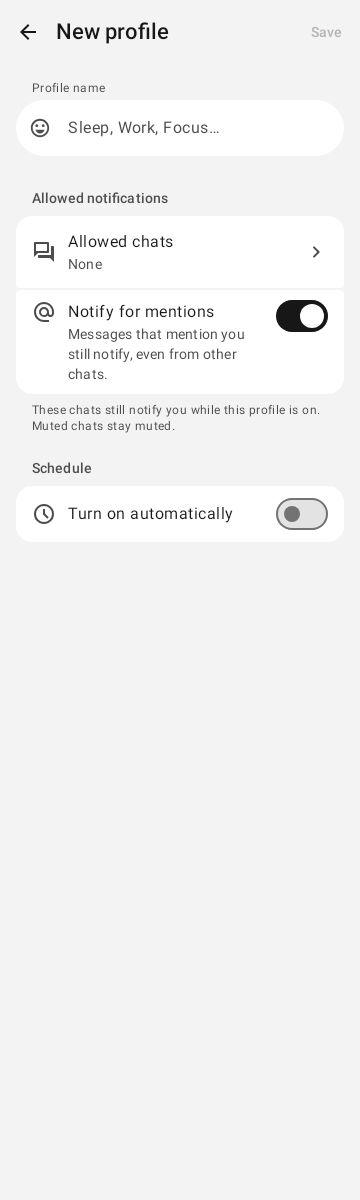 New profile
Save
Profile name
Sleep, Work, Focus…
Allowed notifications
Allowed chats
None
Notify for mentions
Messages that mention you
still notify, even from other
chats.
These chats still notify you while this profile is on.
Muted chats stay muted.
Schedule
Turn on automatically